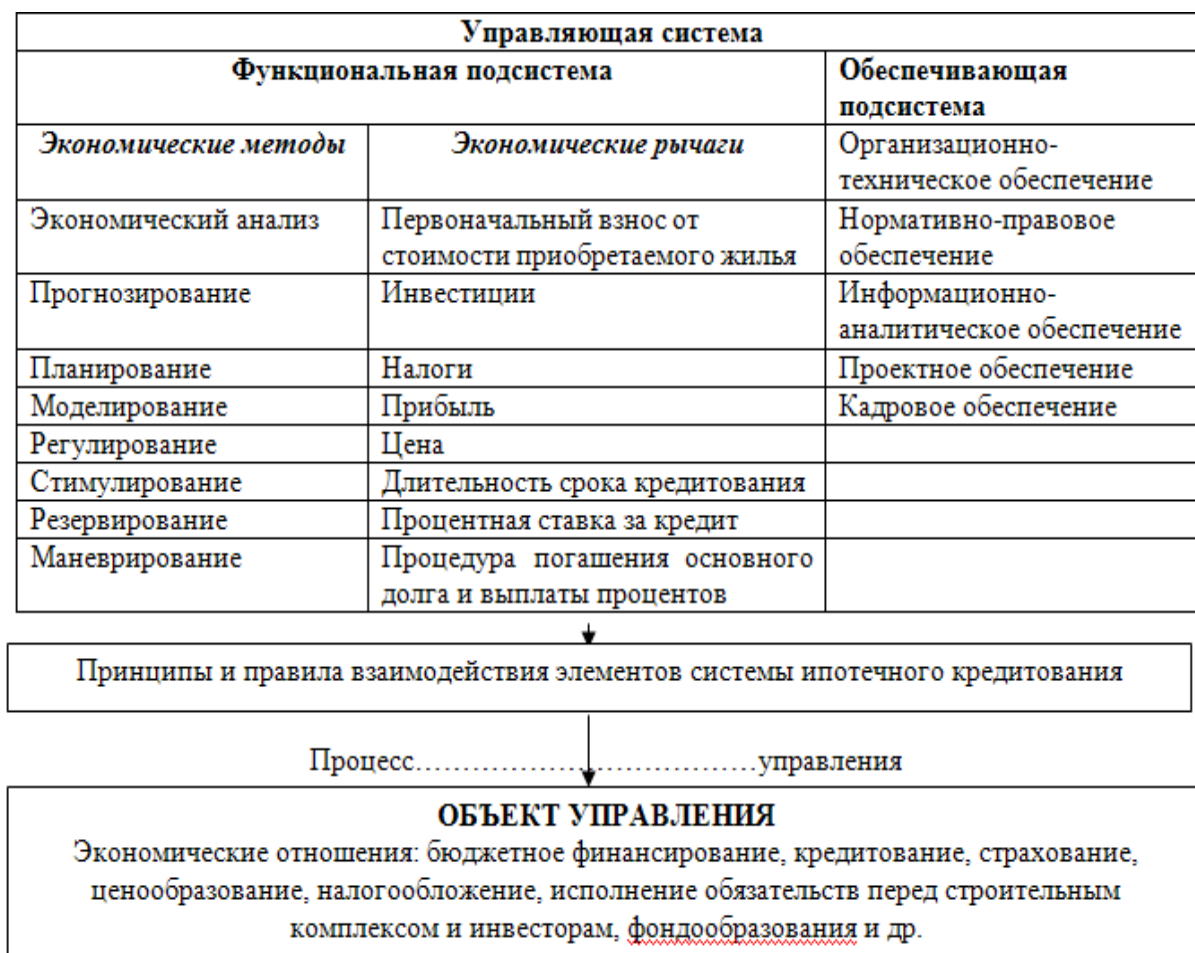 Управляющая система
Функциональная подсистема
Обеспечивающая
подсистема
Экономические методы
Экономические рычаги
Организационно-
техническое обеспечение
Экономический анализ
Первоначальный взнос от
стоимости приобретаемого жилья
Нормативно-правовое
обеспечение
Прогнозирование
Инвестиции
Информационно-
аналитическое обеспечение
Планирование
Налоги
Проектное обеспечение
Моделирование
Прибыль
Кадровое обеспечение
Регулирование
Цена
Стимулирование
Длительность срока кредитования
Резервирование
Процентная ставка за кредит
Маневрирование
Процедура погашения основного
долга и выплаты процентов
Принципы и правила взаимодействия элементов системы ипотечного кредитования
Процесс………………………………управления
ОБЪЕКТ УПРАВЛЕНИЯ
Экономические отношения: бюджетное финансирование, кредитование, страхование,
ценообразование, налогообложение, исполнение обязательств перед строительным
комплексом и инвесторам, фондообразования и др.